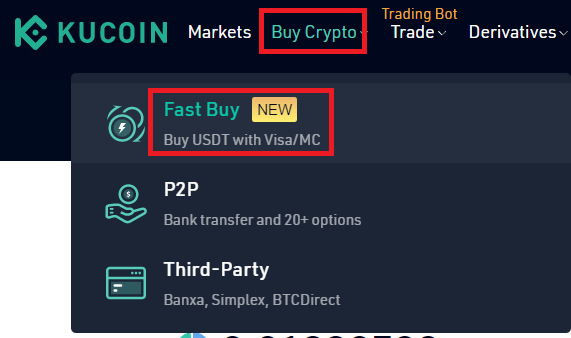 Trading Bot
KUCOIN Markets Buy Crypto Trade Derivatives
Fast Buy NEW
Buy USDT with Visa/MC
P2P
Bank transfer and 20+ options
Third-Party
Banxa, Simplex, BTCDirect